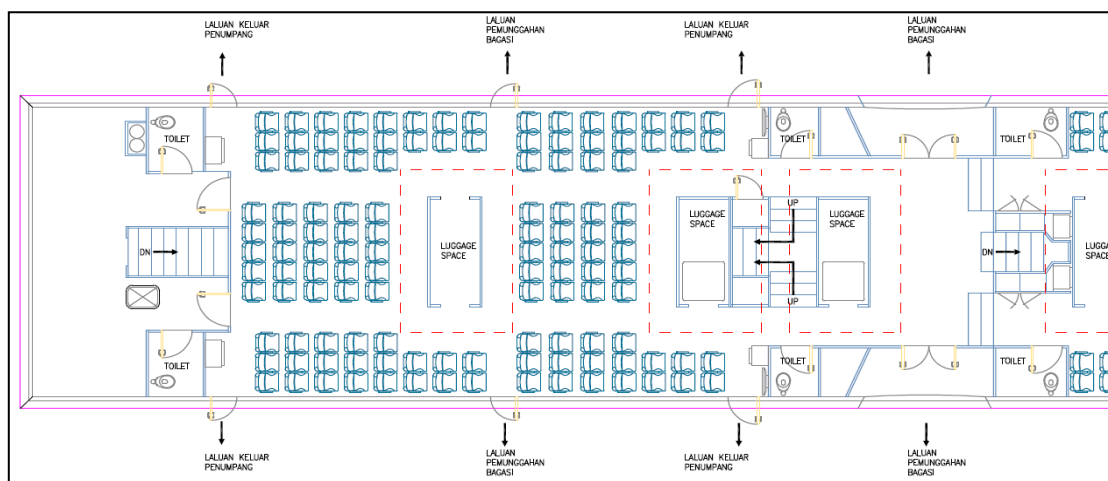 LALUAN KELUAR
PENUMPANG
LALUAN
PEMUNGGAHAN
BAGASI
LALUAN KELUAR
PENUMPANG
LALUAN
PEMUNGGAHAN
BAGASI
TOILET
TOILET
TOILET
UP
LUGGAGE
SPACE
LUGGAGE
SPACE
DN
LUGGAGE
SPACE
DN
LUGGA
SPACE
UP
TOILET
TOILET
TOILET
LALUAN KELUAR
PENUMPANG
LALUAN
PEMUNGGAHAN
BAGASI
LALUAN KELUAR
PENUMPANG
LALUAN
PEMUNGGAHAN
BAGASI